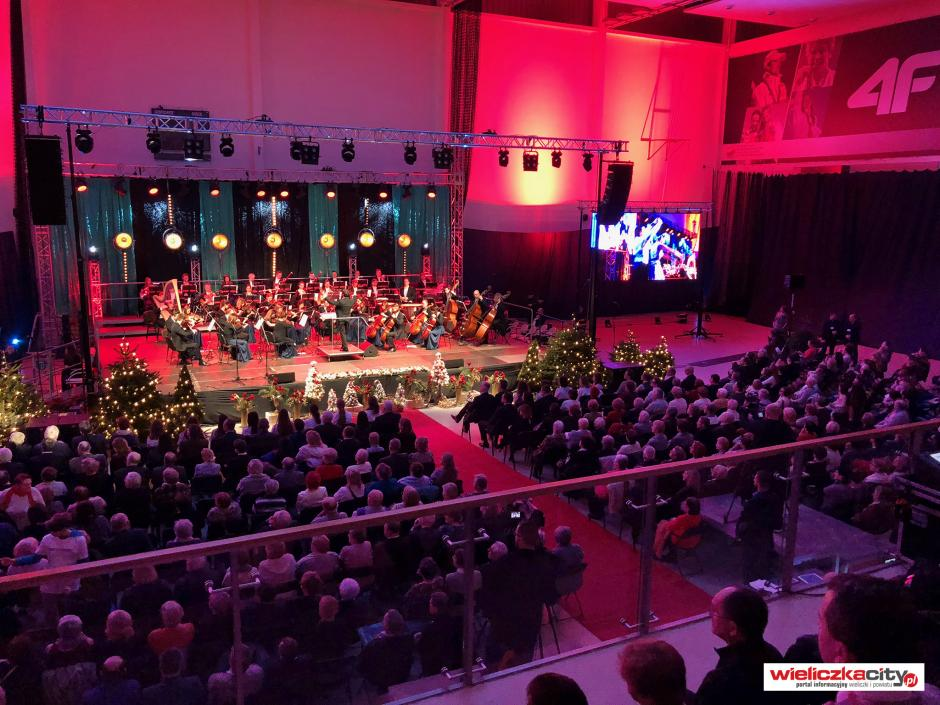 4F
WIELICZKACITY.pl
portal informacyjny wieliczki i powiatu